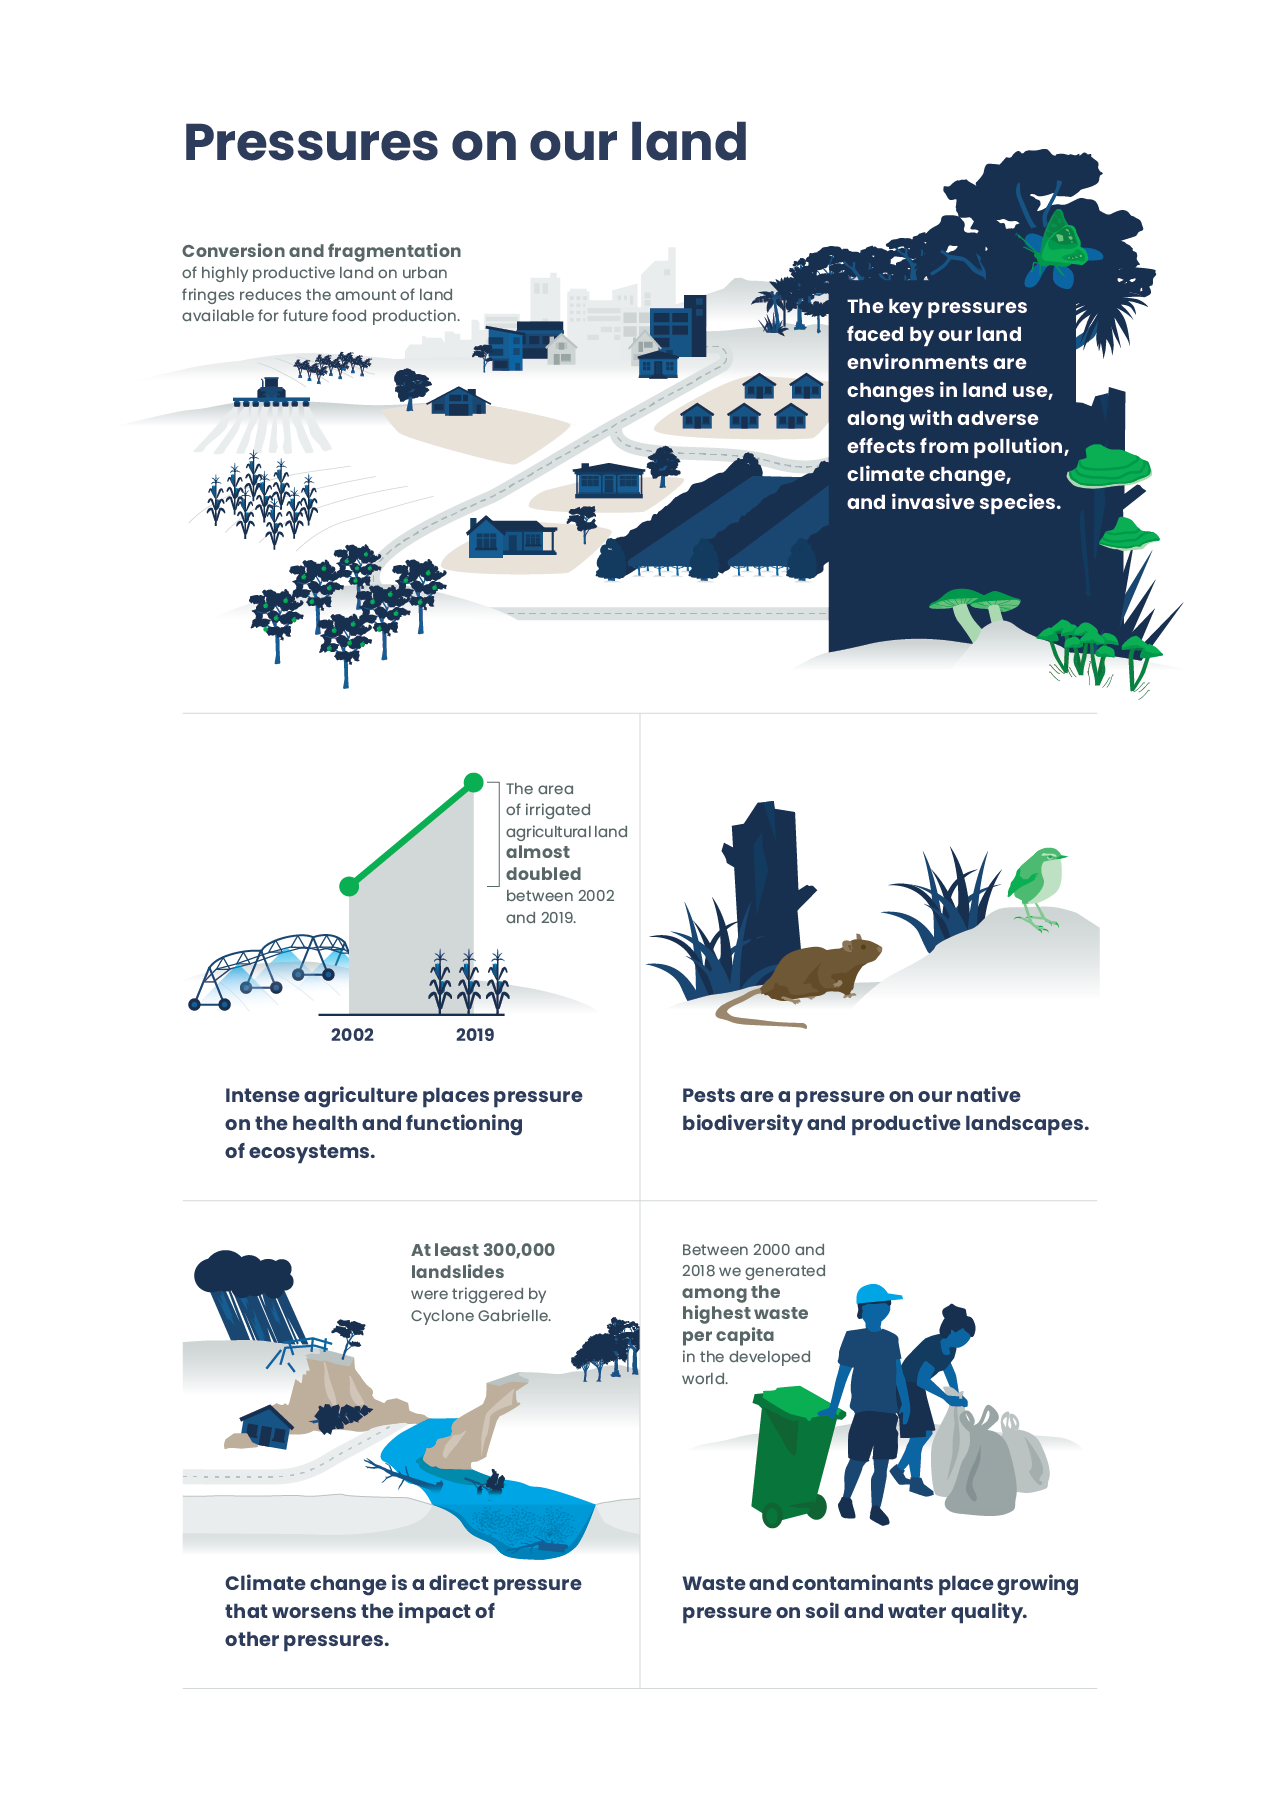 Pressures on our land
Conversion and fragmentation
of highly productive land on urban
fringes reduces the amount of land
available for future food production.
The key pressures
faced by our land
environments are
changes in land use,
along with adverse
effects from pollution,
climate change,
and invasive species.
The area
of irrigated
agricultural land
almost
doubled
between 2002
and 2019.
2002 2019
Intense agriculture places pressure
on the health and functioning
of ecosystems.
Pests are a pressure on our native
biodiversity and productive landscapes.
At least 300,000
landslides
were triggered by
Cyclone Gabrielle.
Climate change is a direct pressure
that worsens the impact of
other pressures.
Between 2000 and
2018 we generated
among the
highest waste
per capita
in the developed
world.
Waste and contaminants place growing
pressure on soil and water quality.